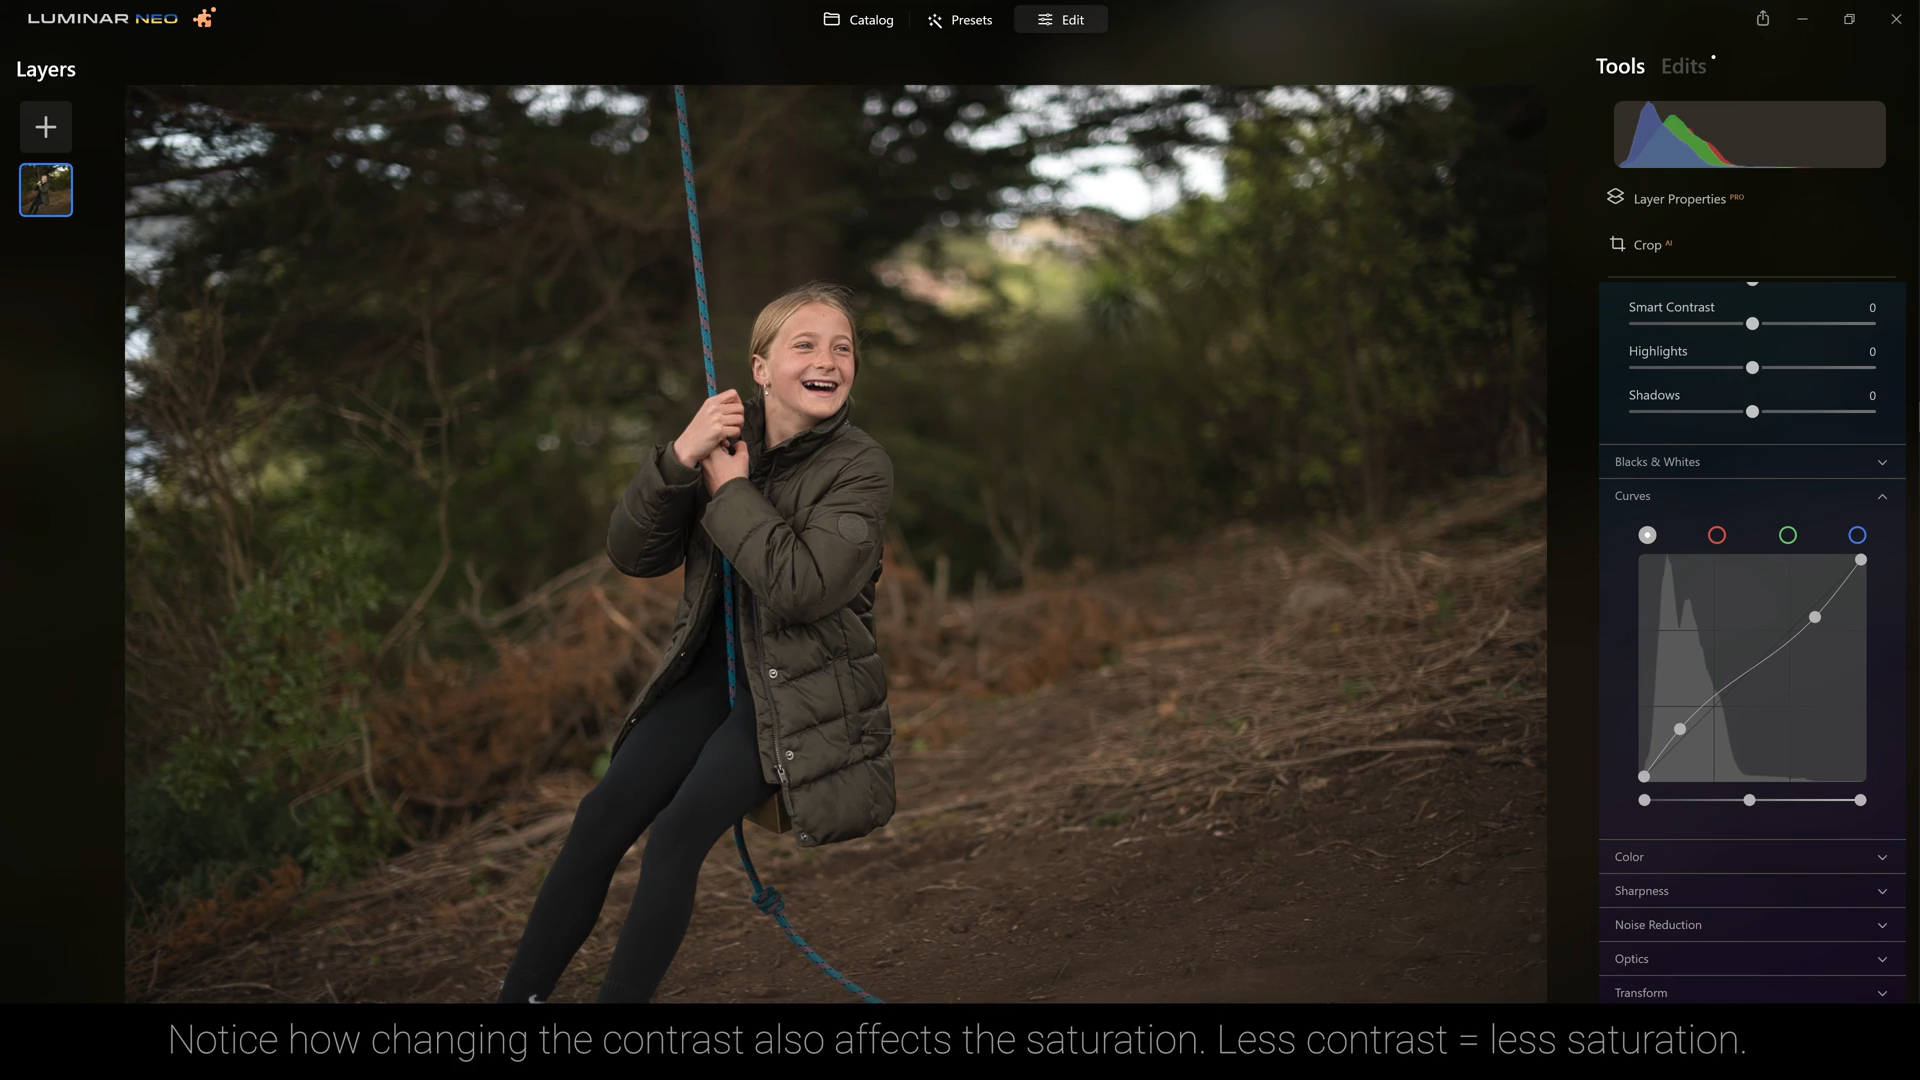 LUMINAR NEO
Catalog
Presets
Edit
Layers
Tools
Edits
Layer Properties PRO
Crop AI
Smart Contrast 0
Highlights 0
Shadows 0
Blacks & Whites
Curves
Color
Sharpness
Noise Reduction
Optics
Transform
Notice how changing the contrast also affects the saturation. Less contrast = less saturation.